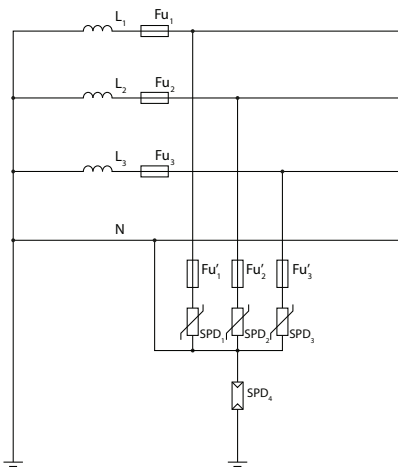 L₁ Fu₁
L₂ Fu₂
L₃ Fu₃
N
Fu'₁ Fu'₂ Fu'₃
SPD₁ SPD₂ SPD₃
SPD₄